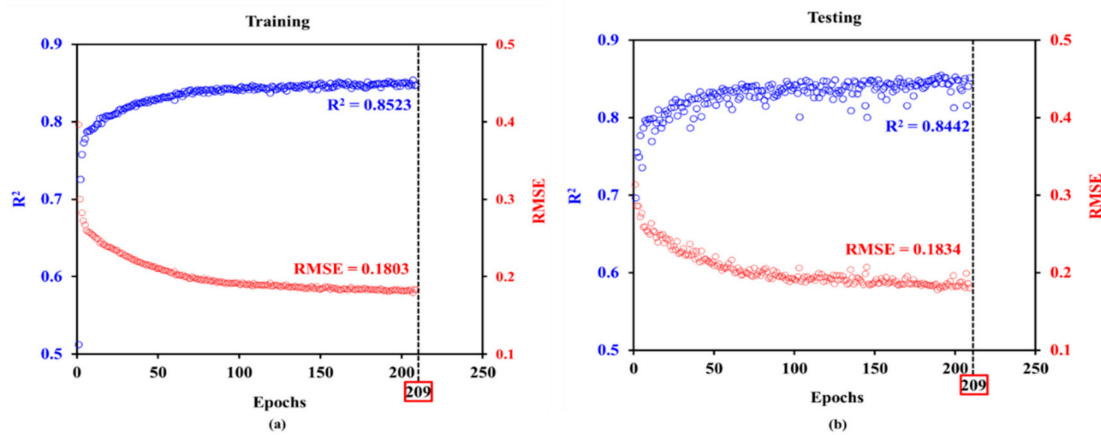 Training
0.9
0.8
0.7
0.6
0.5
R²
0.5
0.4
0.3
0.2
0.1
RMSE
R² = 0.8523
RMSE = 0.1803
0 50 100 150 200 250
209
Epochs
(a)
Testing
0.9
0.8
0.7
0.6
0.5
R²
0.5
0.4
0.3
0.2
0.1
RMSE
R² = 0.8442
RMSE = 0.1834
0 50 100 150 200 250
209
Epochs
(b)